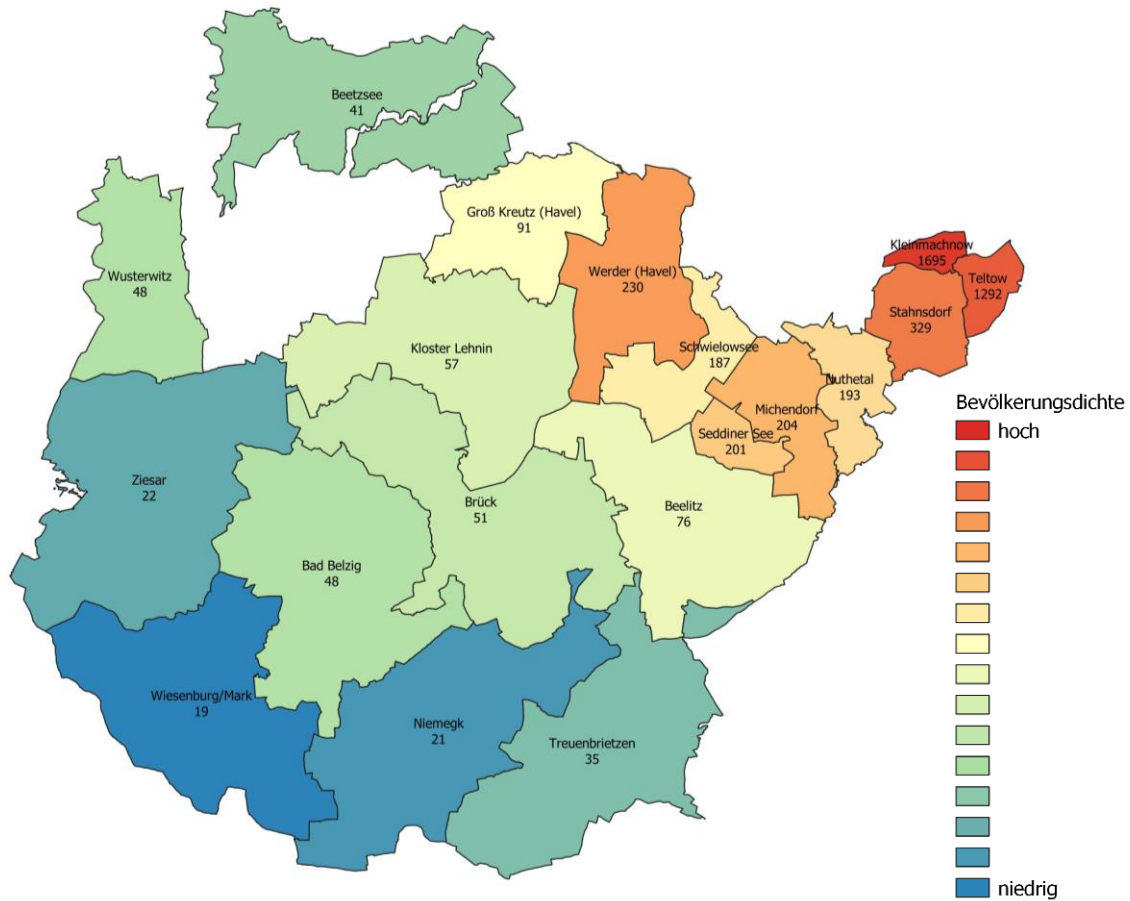 Beetzsee
41
Groß Kreutz (Havel)
91
Kleinmachnow
1695
Wusterwitz
48
Werder (Havel)
230
Teltow
1292
Stahnsdorf
329
Kloster Lehnin
57
Schwielowsee
187
Nuthetal
193
Michendorf
204
Seddiner See
201
Ziesar
22
Brück
51
Beelitz
76
Bad Belzig
48
Wiesenburg/Mark
19
Niemegk
21
Treuenbrietzen
35
Bevölkerungsdichte
hoch
niedrig